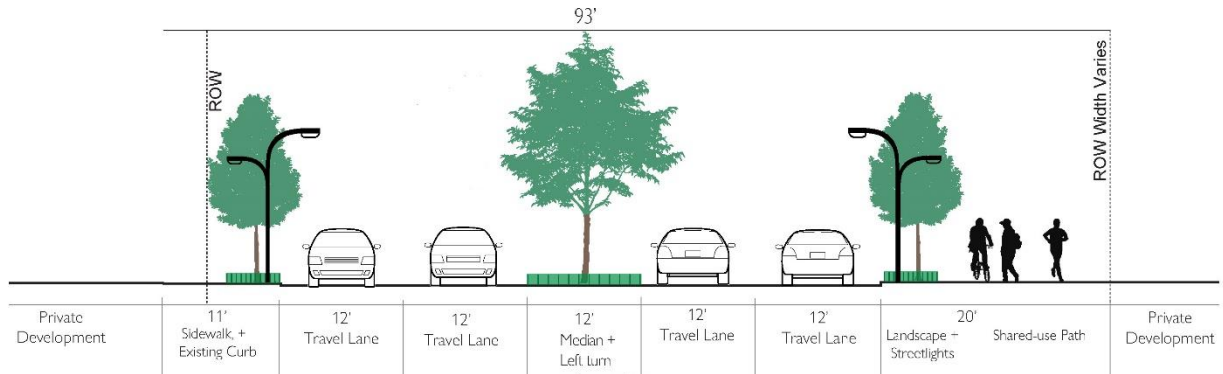 93'
ROW
ROW Width Varies
Private
Development
11'
Sidewalk, +
Existing Curb
12'
Travel Lane
12'
Travel Lane
12'
Median +
Left turn
12'
Travel Lane
12'
Travel Lane
20'
Landscape +
Streetlights
Shared-use Path
Private
Development